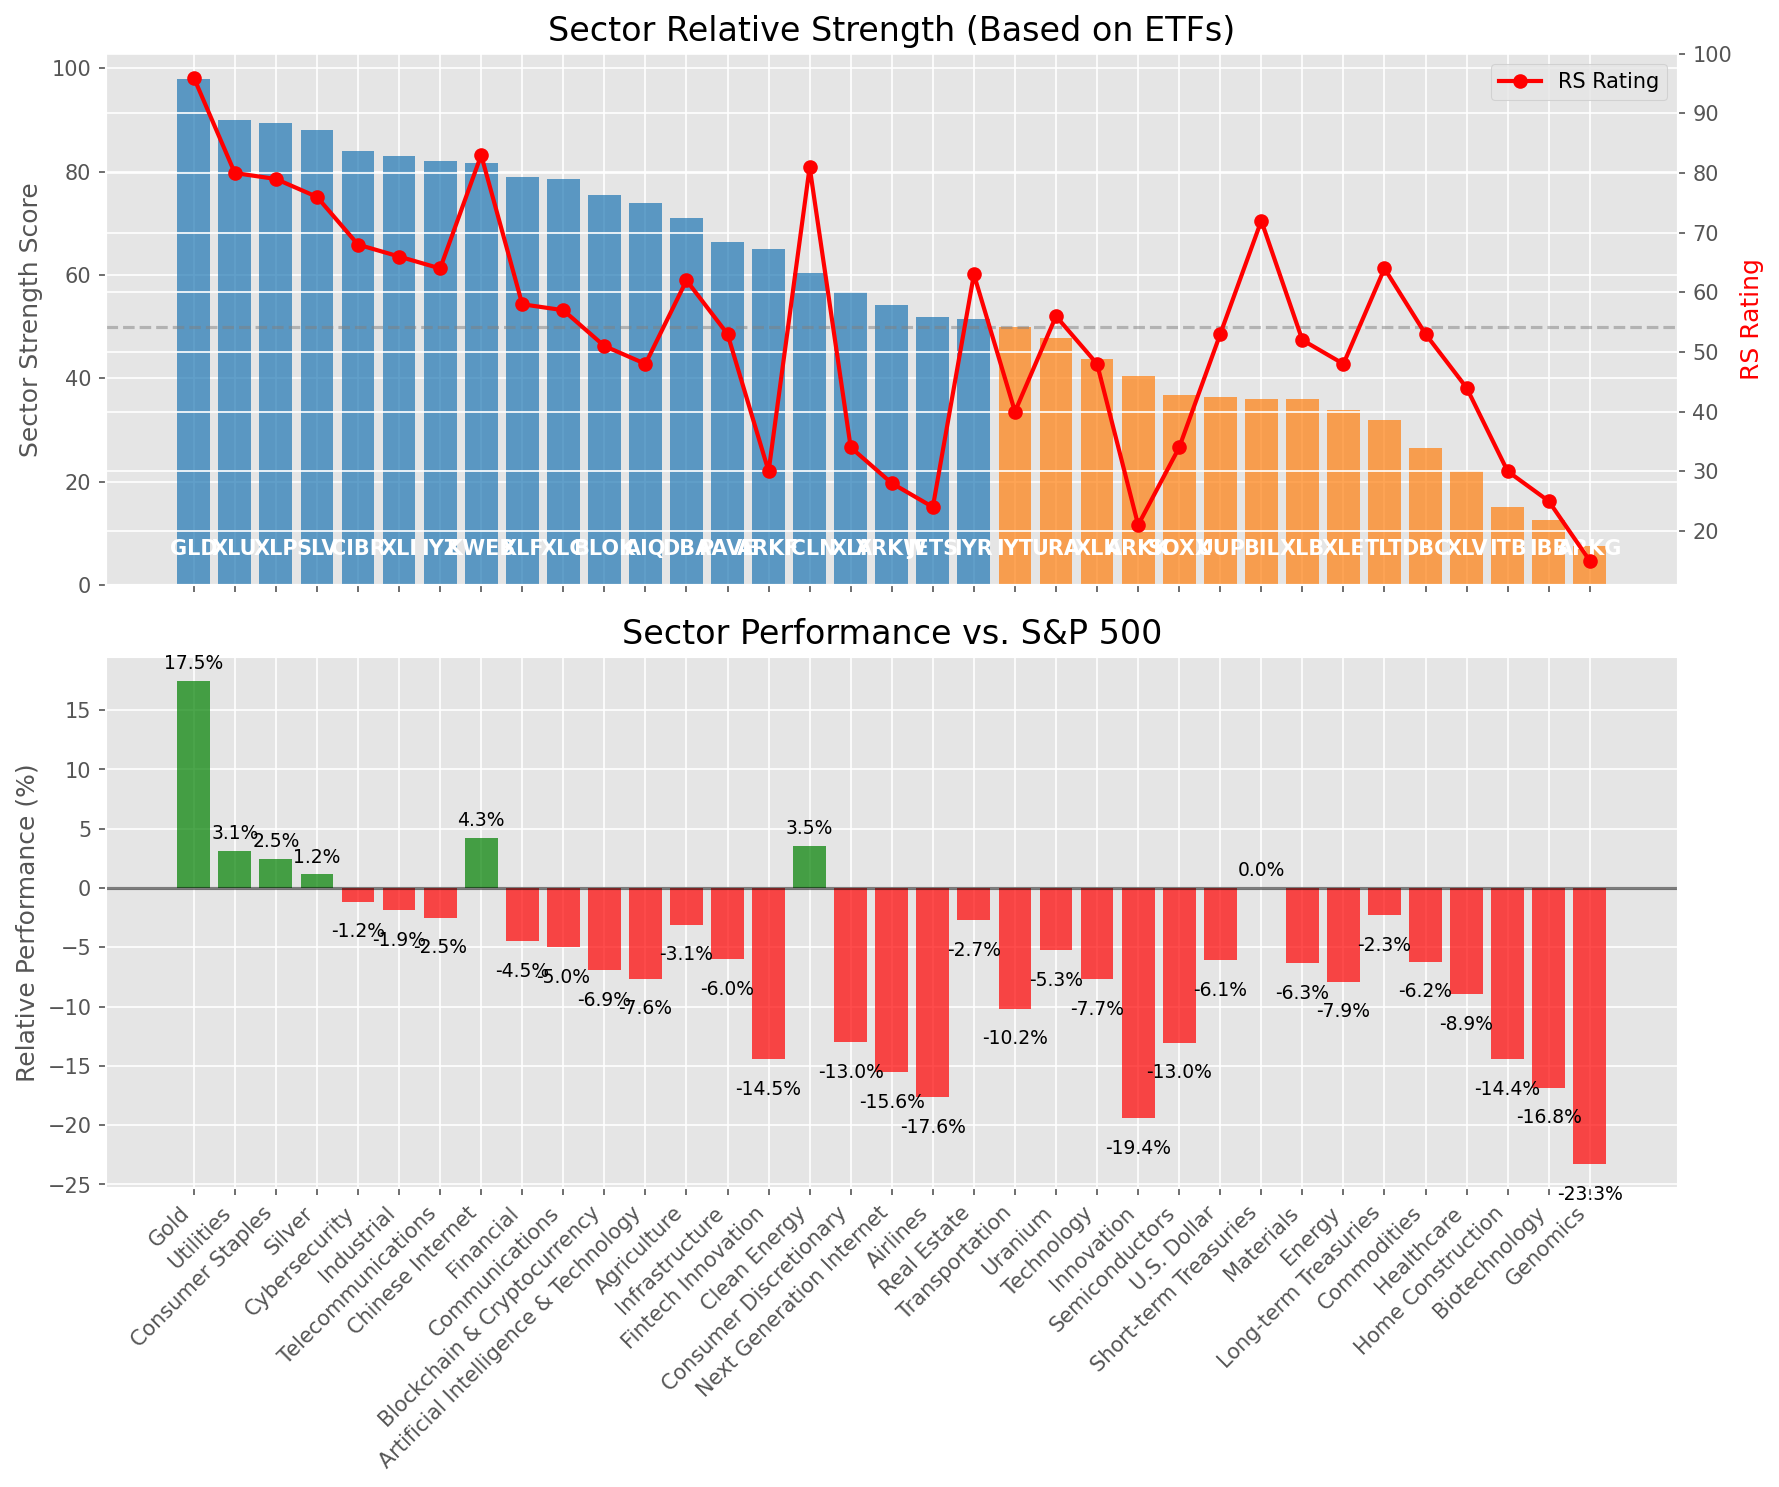 Sector Relative Strength (Based on ETFs)
Sector Strength Score
100
80
60
40
20
0
RS Rating
100
90
80
70
60
50
40
30
20
RS Rating
GLD XLU XLP SLV CIBR XLI IYZ KWEB XLF XLC BLOK AIQ DBA PAVE ARKF ICLN XLY ARKW JETS IYR IYT URA XLK ARKK SOXX UUP BIL XLB XLE TLT DBC XLV ITB IBB ARKG
Sector Performance vs. S&P 500
Relative Performance (%)
15
10
5
0
−5
−10
−15
−20
−25
17.5% 3.1% 2.5% 1.2% -1.2% -1.9% -2.5% 4.3% -4.5% -5.0% -6.9% -7.6% -3.1% -6.0% -14.5% 3.5% -13.0% -15.6% -17.6% -2.7% -10.2% -5.3% -7.7% -19.4% -13.0% -6.1% 0.0% -6.3% -7.9% -2.3% -6.2% -8.9% -14.4% -16.8% -23.3%
Gold
Utilities
Consumer Staples
Silver
Cybersecurity
Industrial
Telecommunications
Chinese Internet
Financial
Communications
Blockchain & Cryptocurrency
Artificial Intelligence & Technology
Agriculture
Infrastructure
Fintech Innovation
Clean Energy
Consumer Discretionary
Next Generation Internet
Airlines
Real Estate
Transportation
Uranium
Technology
Innovation
Semiconductors
U.S. Dollar
Short-term Treasuries
Materials
Energy
Long-term Treasuries
Commodities
Healthcare
Home Construction
Biotechnology
Genomics